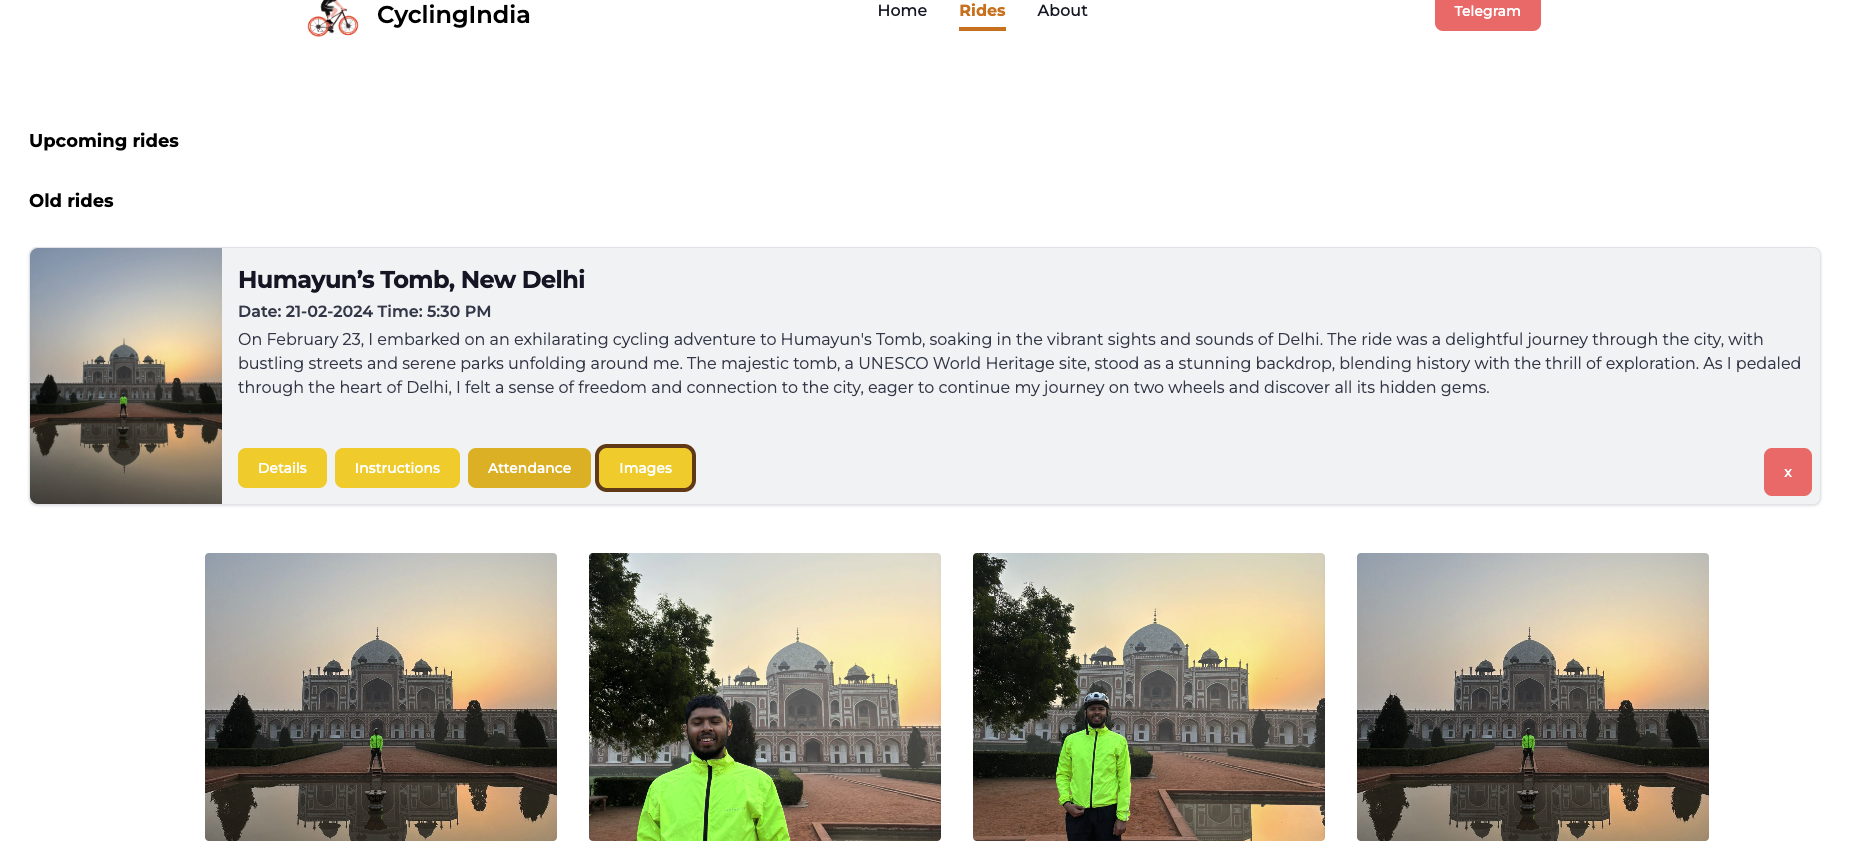 CyclingIndia
Home Rides About
Telegram
Upcoming rides
Old rides
Humayun’s Tomb, New Delhi
Date: 21-02-2024 Time: 5:30 PM
On February 23, I embarked on an exhilarating cycling adventure to Humayun's Tomb, soaking in the vibrant sights and sounds of Delhi. The ride was a delightful journey through the city, with
bustling streets and serene parks unfolding around me. The majestic tomb, a UNESCO World Heritage site, stood as a stunning backdrop, blending history with the thrill of exploration. As I pedaled
through the heart of Delhi, I felt a sense of freedom and connection to the city, eager to continue my journey on two wheels and discover all its hidden gems.
Details Instructions Attendance Images
x